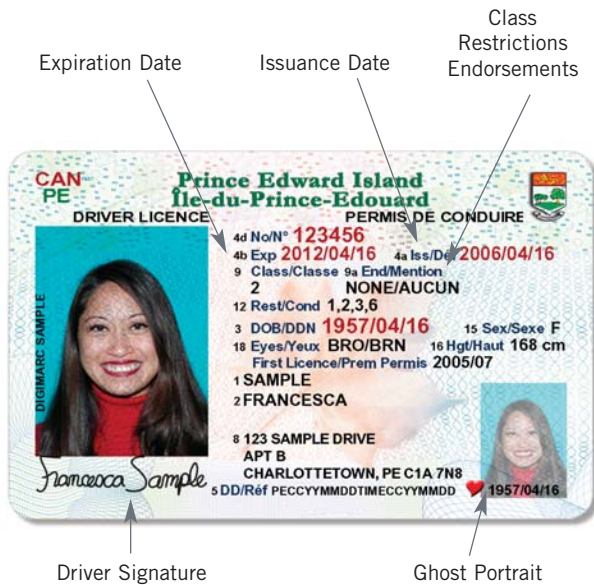 Class
Restrictions
Endorsements
Expiration Date
Issuance Date
CAN
PE
Prince Edward Island
Île-du-Prince-Edouard
DRIVER LICENCE
PERMIS DE CONDUIRE
4d No/N° 123456
4b Exp 2012/04/16 4a Iss/Dél 2006/04/16
9 Class/Classe 9a End/Mention
2 NONE/AUCUN
12 Rest/Cond 1,2,3,6
3 DOB/DDN 1957/04/16 15 Sex/Sexe F
18 Eyes/Yeux BRO/BRN 16 Hgt/Haut 168 cm
First Licence/Prem Permis 2005/07
1 SAMPLE
2 FRANCESCA
8 123 SAMPLE DRIVE
APT B
CHARLOTTETOWN, PE C1A 7N8
5 DD/Réf PECCYYMMDDTIMECCYYMMDD
1957/04/16
DIGIMARC SAMPLE
Francesca Sample
Driver Signature
Ghost Portrait